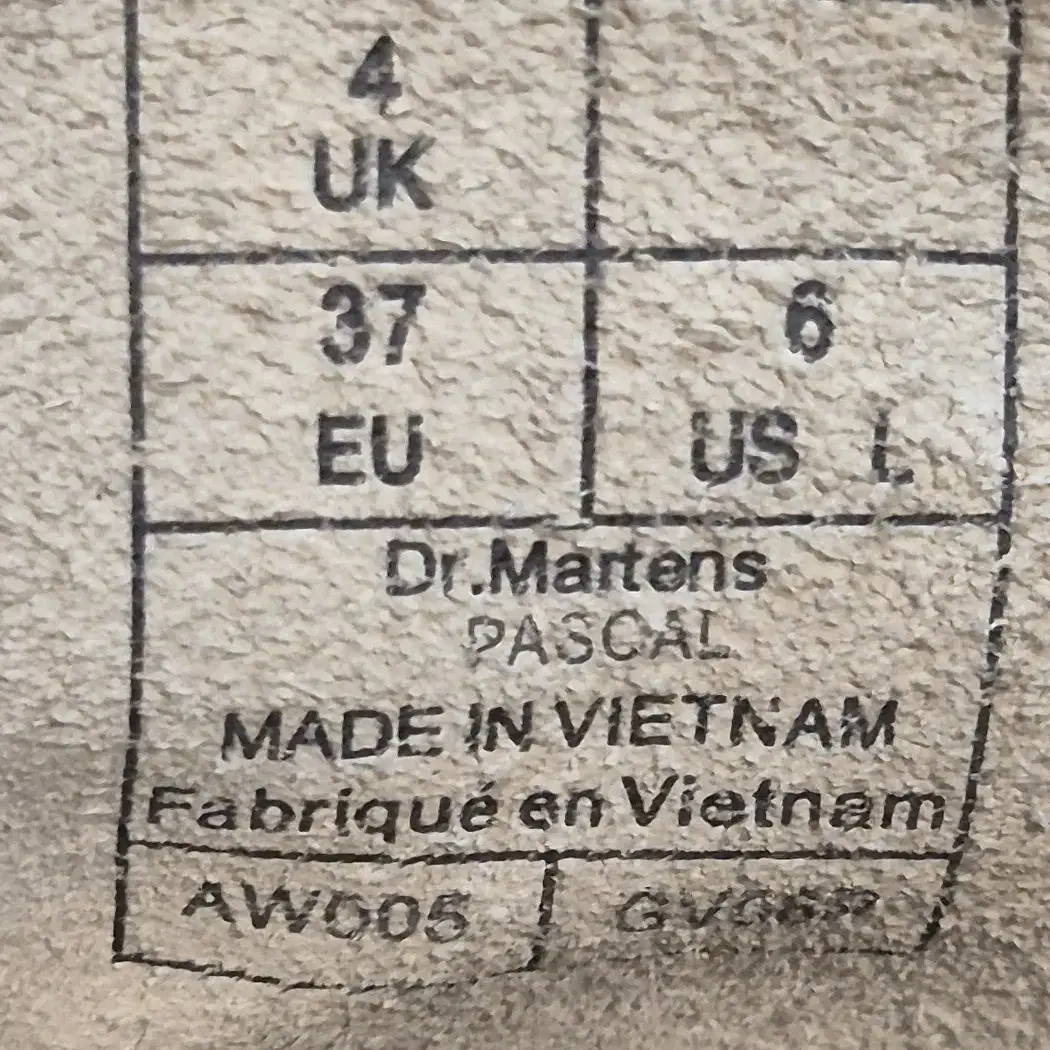 4
UK
37
EU
6
US L
Dr.Martens
PASCAL
MADE IN VIETNAM
Fabriqué en Vietnam
AW005